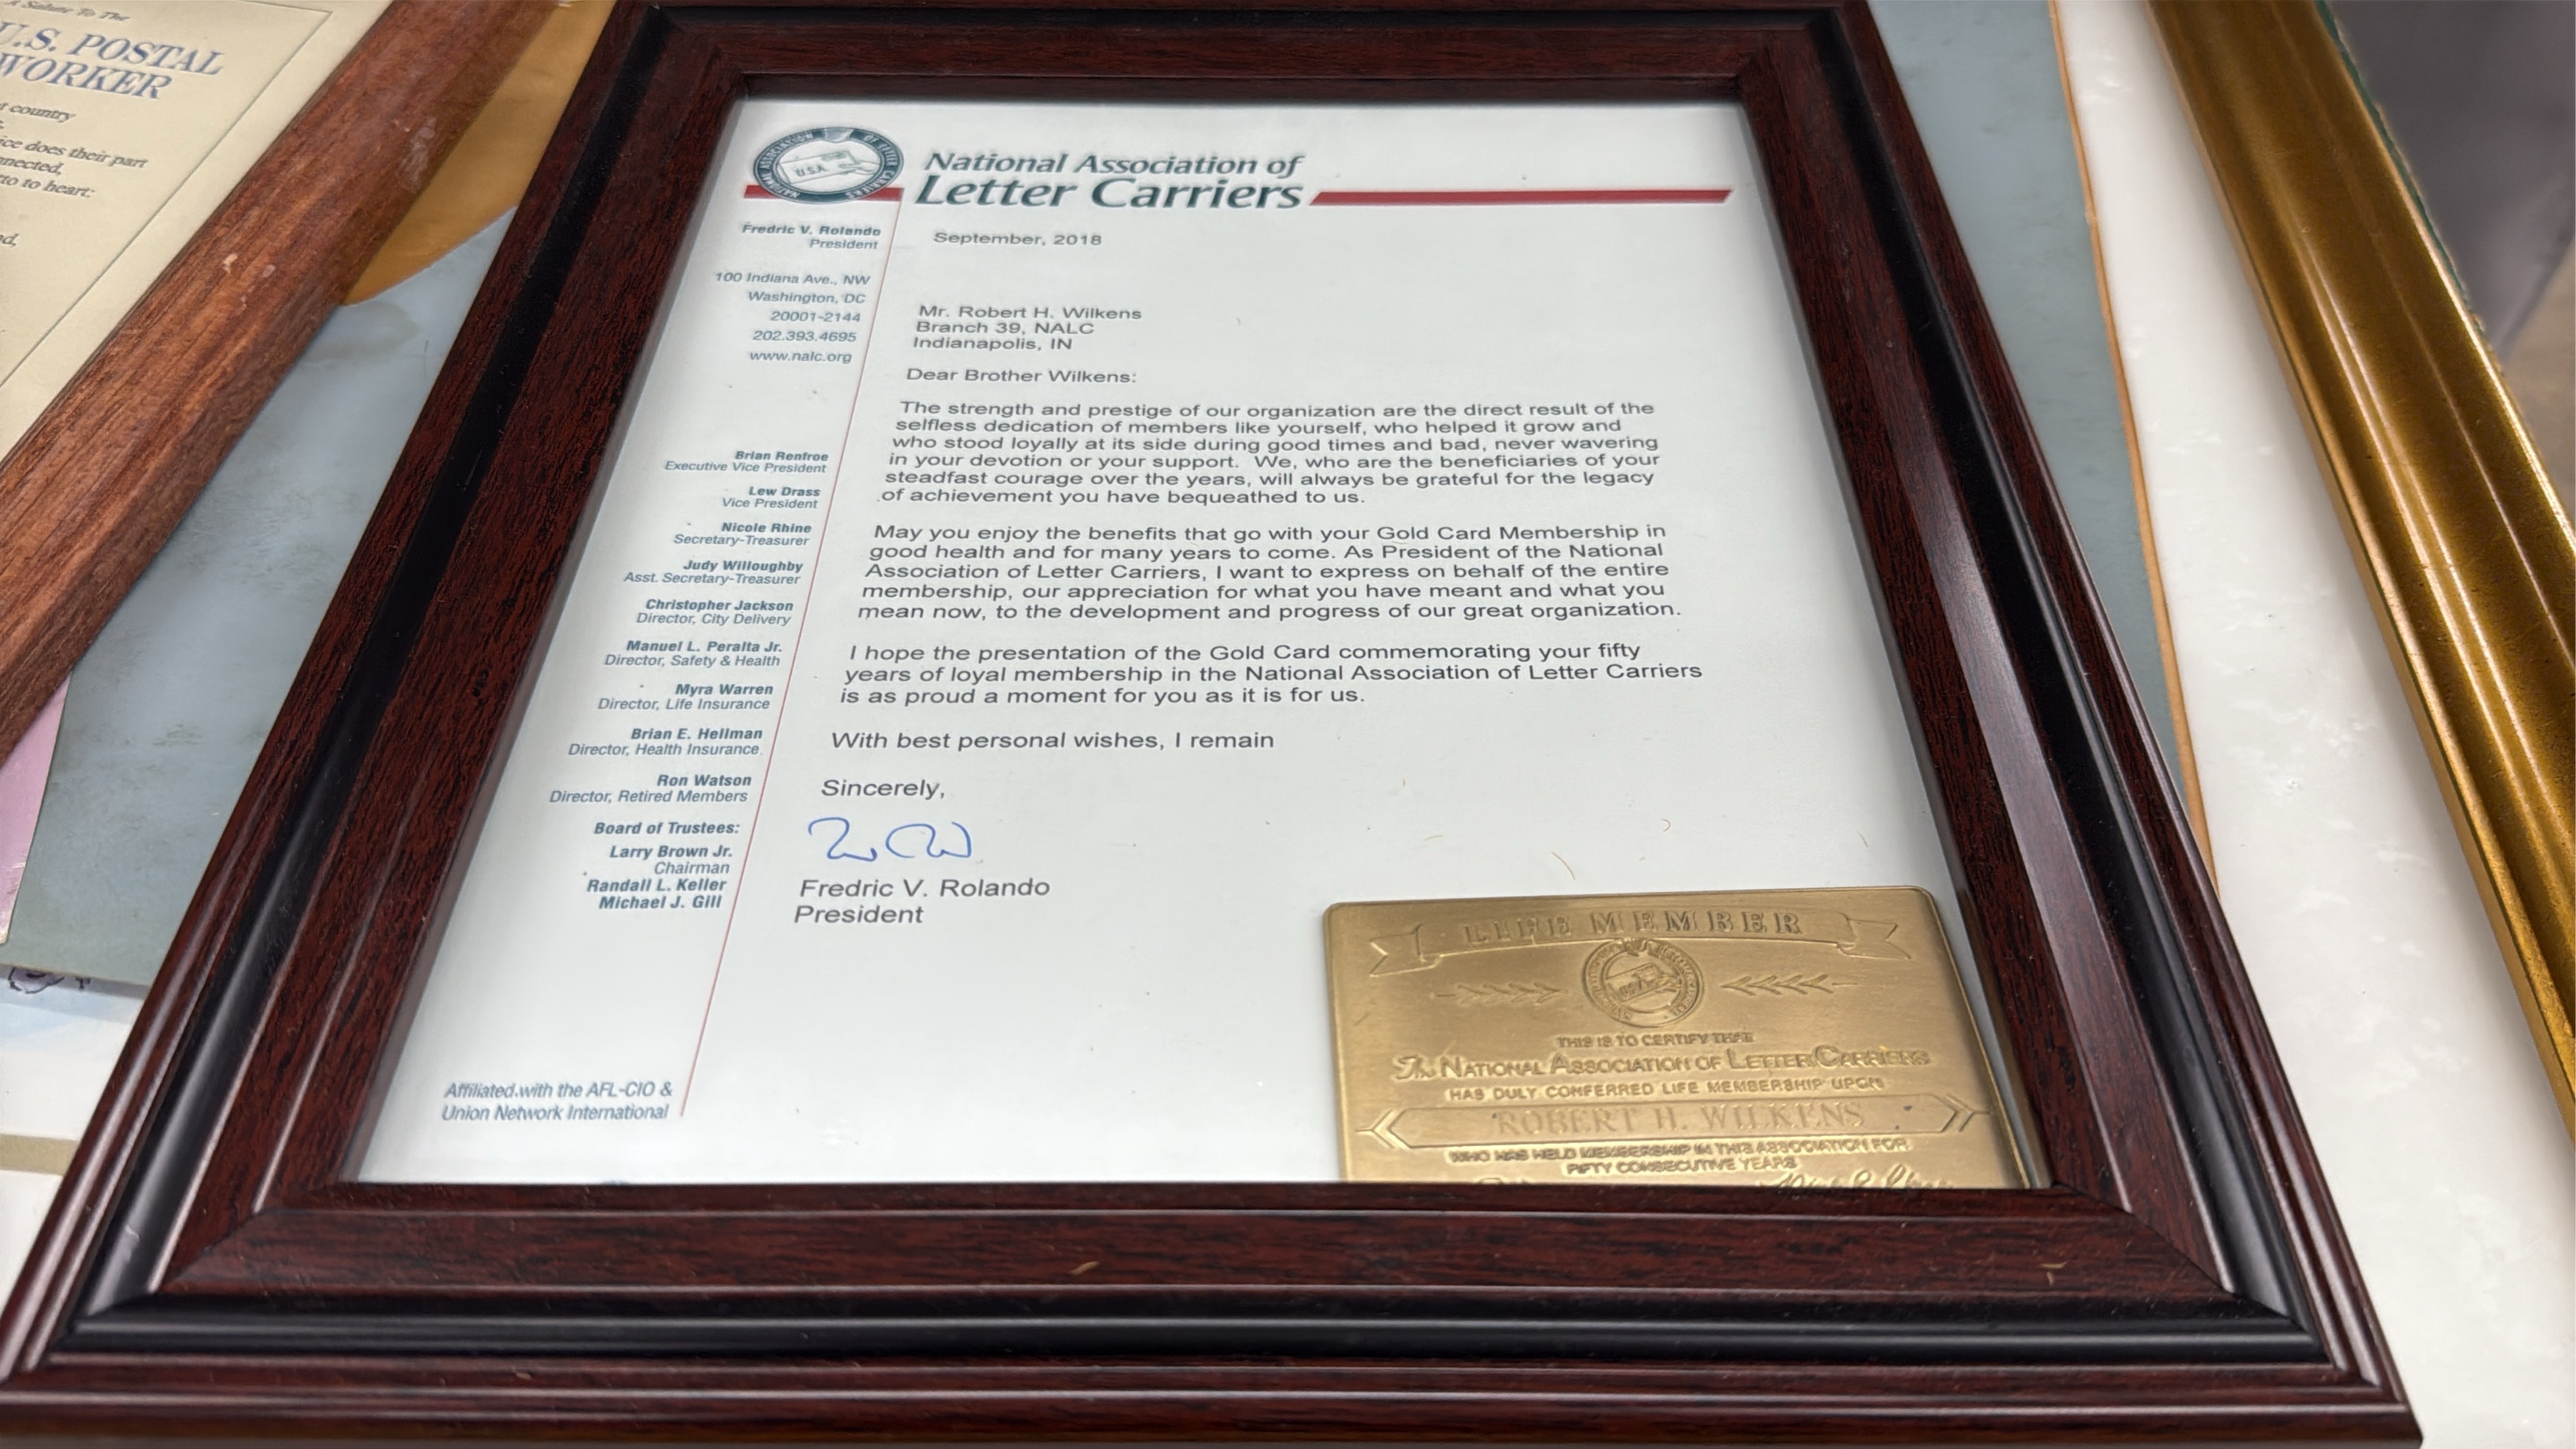 A Salute To The
U.S. POSTAL
WORKER
country
ice does their part
nnected,
to to heart:
NATIONAL ASSOCIATION OF LETTER CARRIERS
U.S.A.
National Association of
Letter Carriers
Fredric V. Rolando
President
100 Indiana Ave., NW
Washington, DC
20001-2144
202.393.4695
www.nalc.org
Brian Renfroe
Executive Vice President
Lew Drass
Vice President
Nicole Rhine
Secretary-Treasurer
Judy Willoughby
Asst. Secretary-Treasurer
Christopher Jackson
Director, City Delivery
Manuel L. Peralta Jr.
Director, Safety & Health
Myra Warren
Director, Life Insurance
Brian E. Hellman
Director, Health Insurance
Ron Watson
Director, Retired Members
Board of Trustees:
Larry Brown Jr.
Chairman
Randall L. Keller
Michael J. Gill
Affiliated with the AFL-CIO &
Union Network International
September, 2018
Mr. Robert H. Wilkens
Branch 39, NALC
Indianapolis, IN
Dear Brother Wilkens:
The strength and prestige of our organization are the direct result of the
selfless dedication of members like yourself, who helped it grow and
who stood loyally at its side during good times and bad, never wavering
in your devotion or your support. We, who are the beneficiaries of your
steadfast courage over the years, will always be grateful for the legacy
of achievement you have bequeathed to us.
May you enjoy the benefits that go with your Gold Card Membership in
good health and for many years to come. As President of the National
Association of Letter Carriers, I want to express on behalf of the entire
membership, our appreciation for what you have meant and what you
mean now, to the development and progress of our great organization.
I hope the presentation of the Gold Card commemorating your fifty
years of loyal membership in the National Association of Letter Carriers
is as proud a moment for you as it is for us.
With best personal wishes, I remain
Sincerely,
Fredric V. Rolando
President
LIFE MEMBER
THIS IS TO CERTIFY THAT
The NATIONAL ASSOCIATION OF LETTER CARRIERS
HAS DULY CONFERRED LIFE MEMBERSHIP UPON
ROBERT H. WILKENS
WHO HAS HELD MEMBERSHIP IN THIS ASSOCIATION FOR
FIFTY CONSECUTIVE YEARS